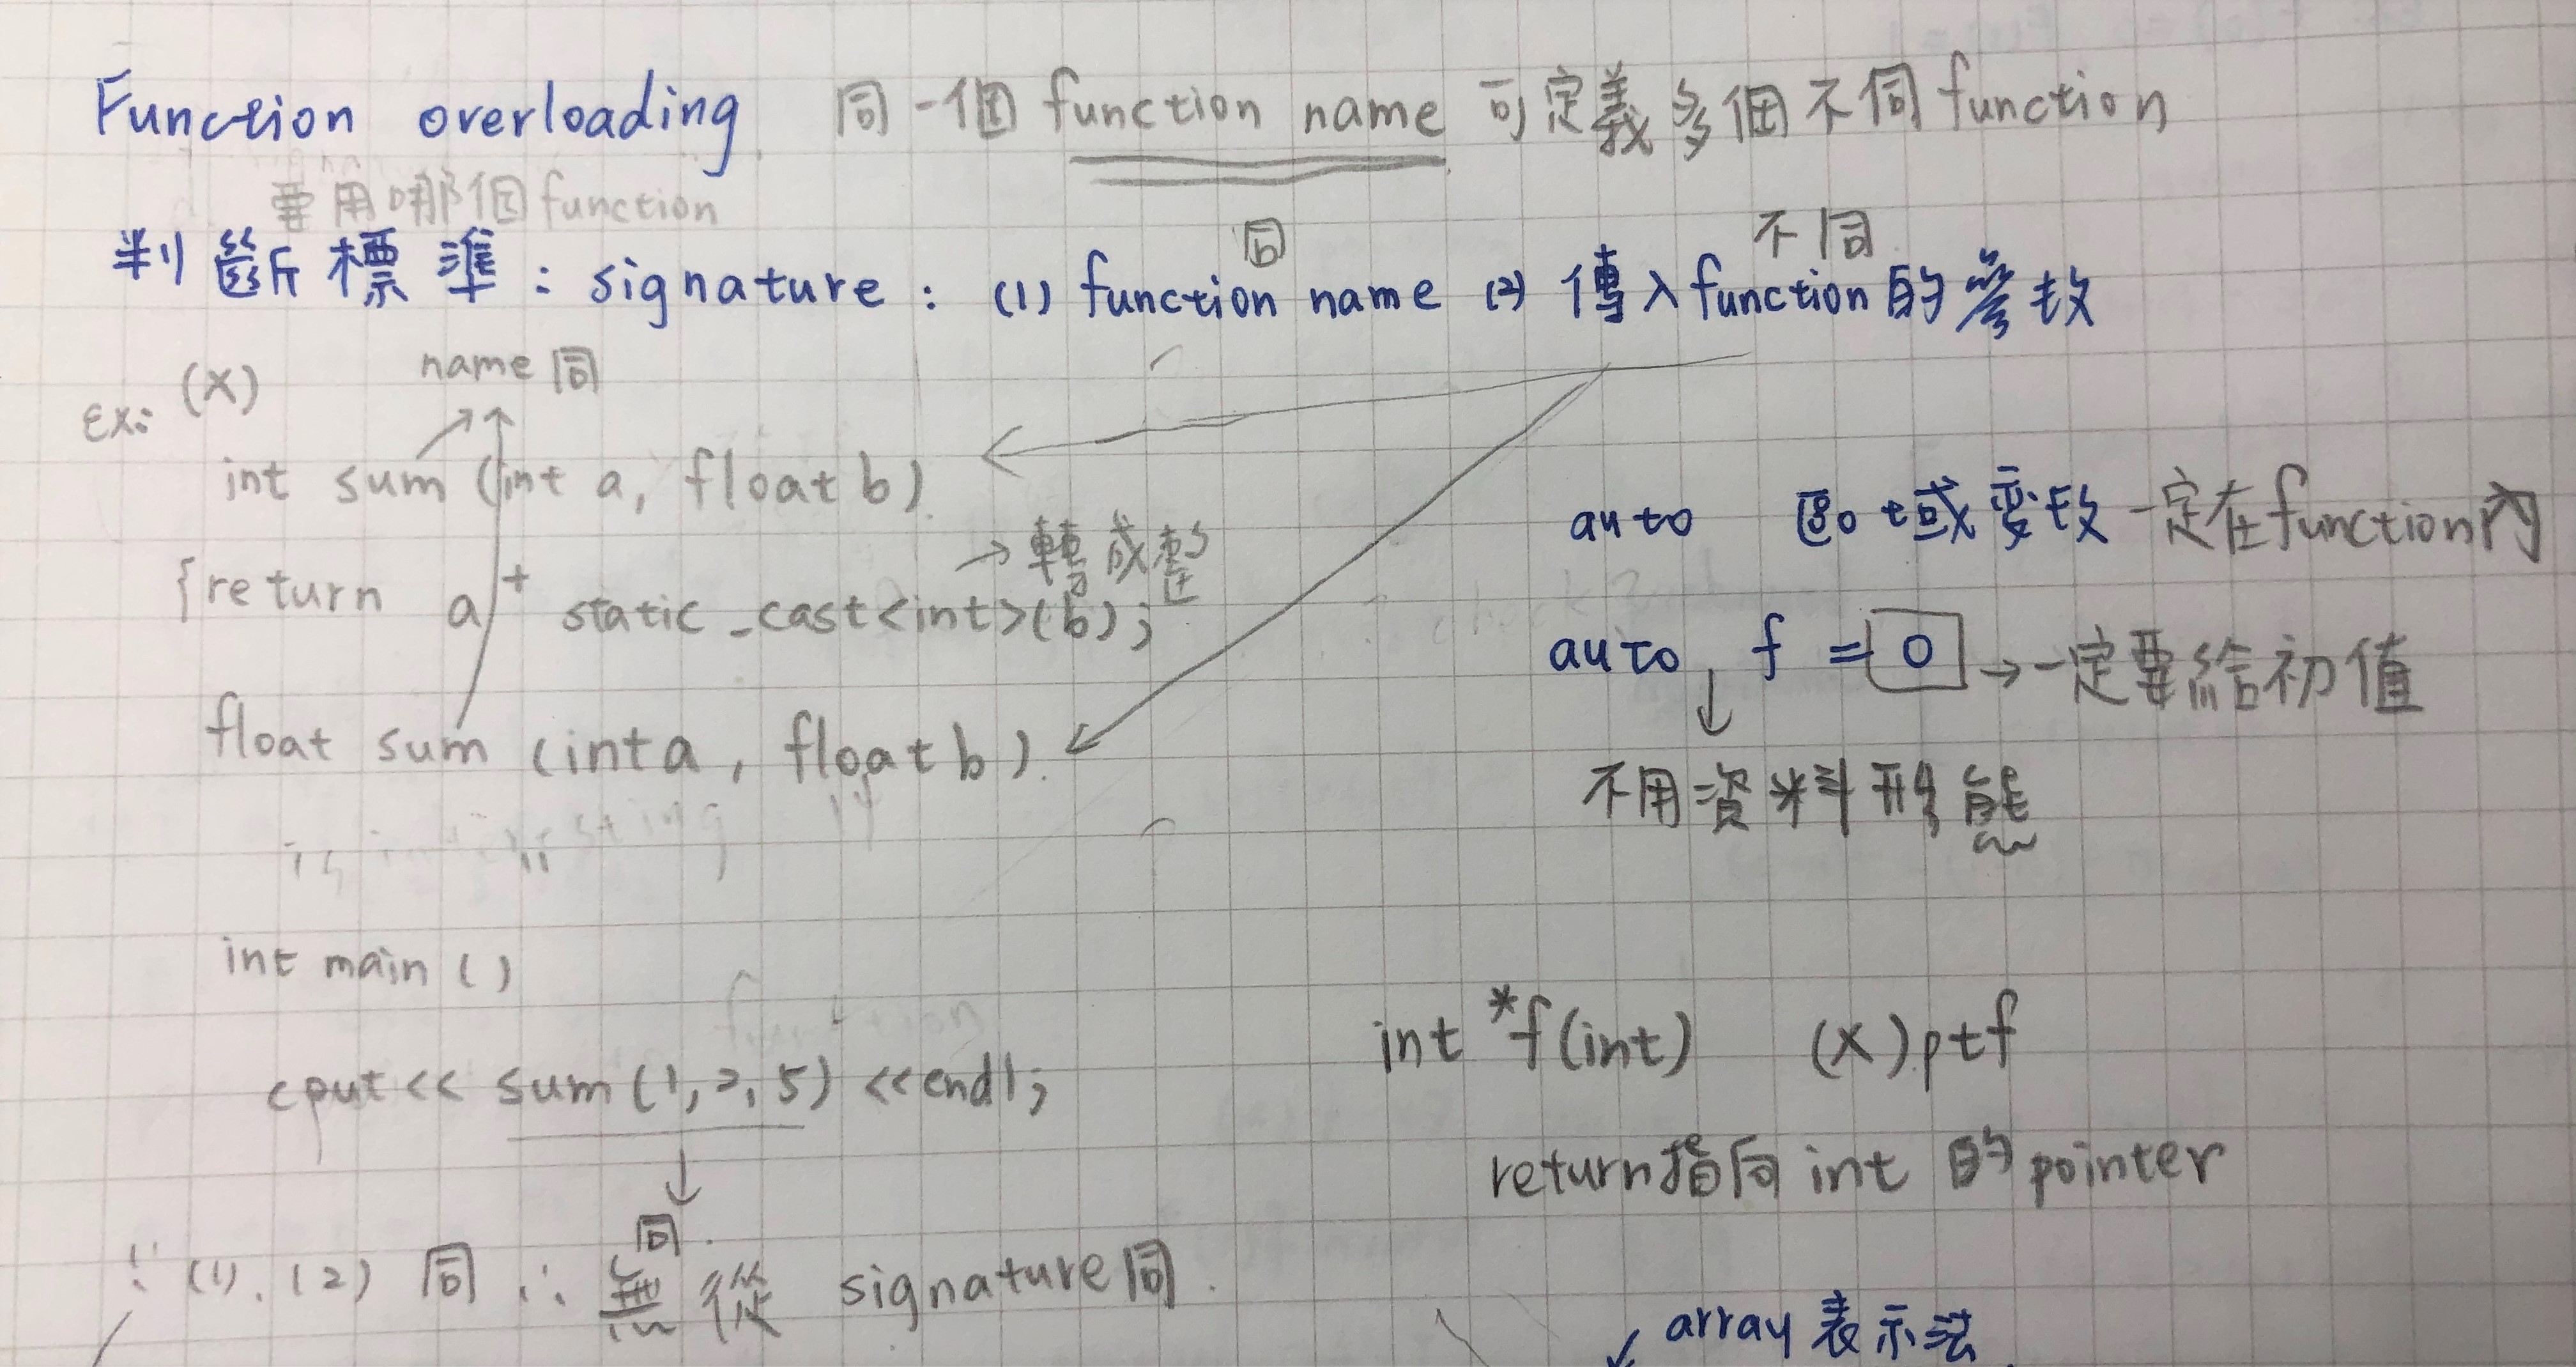 Function overloading 同一個 function name 可定義多個不同 function
要用哪個 function
同 不同
判斷標準：signature：(1) function name (2) 傳入 function 的參数
name 同
ex: (X)
int sum (int a, float b)
→轉成整
{return a + static_cast<int>(b);
float sum (int a, float b)
int main ()
cout << sum (1, 2, 5) << endl;
↓
同
∵ (1), (2) 同 ∴ 無從 signature 同
auto 區域变数一定在 function 內
auto f = 0 →一定要給初值
↓
不用資料形態
int *f(int) (X) ptf
return 指向 int 的 pointer
array 表示法